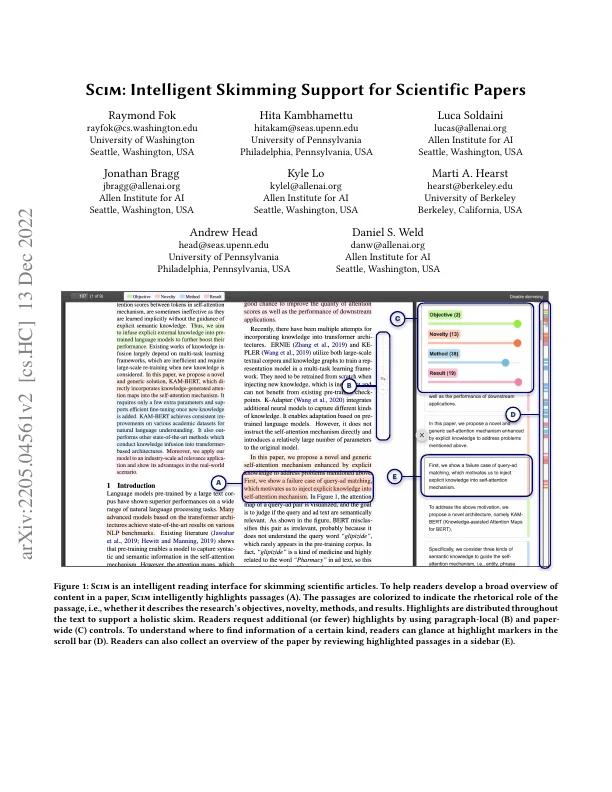 SCIM: Intelligent Skimming Support for Scientific Papers
Raymond Fok
rayfok@cs.washington.edu
University of Washington
Seattle, Washington, USA
Hita Kambhamettu
hitakam@seas.upenn.edu
University of Pennsylvania
Philadelphia, Pennsylvania, USA
Luca Soldaini
lucas@allenai.org
Allen Institute for AI
Seattle, Washington, USA
Jonathan Bragg
jbragg@allenai.org
Allen Institute for AI
Seattle, Washington, USA
Kyle Lo
kylel@allenai.org
Allen Institute for AI
Seattle, Washington, USA
Marti A. Hearst
hearst@berkeley.edu
University of Berkeley
Berkeley, California, USA
Andrew Head
head@seas.upenn.edu
University of Pennsylvania
Philadelphia, Pennsylvania, USA
Daniel S. Weld
danw@allenai.org
Allen Institute for AI
Seattle, Washington, USA
arXiv:2205.04561v2 [cs.HC] 13 Dec 2022
(1 of 9)
Objective Novelty Method Result
Disable skimming
tention scores between tokens in self-attention
mechanism, are sometimes ineffective as they
are learned implicitly without the guidance of
explicit semantic knowledge. Thus, we aim
to infuse explicit external knowledge into pre-
trained language models to further boost their
performance. Existing works of knowledge in-
fusion largely depend on multi-task learning
frameworks, which are inefficient and require
large-scale re-training when new knowledge is
considered. In this paper, we propose a novel
and generic solution, KAM-BERT, which di-
rectly incorporates knowledge-generated atten-
tion maps into the self-attention mechanism. It
requires only a few extra parameters and sup-
ports efficient fine-tuning once new knowledge
is added. KAM-BERT achieves consistent im-
provements on various academic datasets for
natural language understanding. It also out-
performs other state-of-the-art methods which
conduct knowledge infusion into transformer-
based architectures. Moreover, we apply our
model to an industry-scale ad relevance applica-
tion and show its advantages in the real-world
scenario.
1 Introduction
Language models pre-trained by a large text cor-
pus have shown superior performances on a wide
range of natural language processing tasks. Many
advanced models based on the transformer archi-
tectures achieve state-of-the-art results on various
NLP benchmarks. Existing literature (Jawahar
et al., 2019; Hewitt and Manning, 2019) shows
that pre-training enables a model to capture syntac-
tic and semantic information in the self-attention
mechanism. However, the attention maps, which
good chance to improve the quality of attention
scores as well as the performance of downstream
applications.
Recently, there have been multiple attempts for
incorporating knowledge into transformer archi-
tectures. ERNIE (Zhang et al., 2019) and KE-
PLER (Wang et al., 2019) utilize both large-scale
textual corpora and knowledge graphs to train a rep-
resentation model in a multi-task learning frame-
work. They need to be retrained from scratch when
injecting new knowledge, which is and
can not benefit from existing pre- check-
points. K-Adapter (Wang et al., 2020) integrates
additional neural models to capture different kinds
of knowledge. It enables adaptation based on pre-
trained language models. However, it does not
instruct the self-attention mechanism directly and
introduces a relatively large number of parameters
to the original model.
In this paper, we propose a novel and generic
self-attention mechanism enhanced by explicit
knowledge to address problems mentioned above.
First, we show a failure case of query-ad matching,
which motivates us to inject explicit knowledge into
self-attention mechanism. In Figure 1, the attention
map of a query-ad pair is visualized, and the goal
is to judge if the query and ad text are semantically
relevant. As shown in the figure, BERT misclas-
sifies this pair as irrelevant, probably because it
does not understand the query word "glipizide",
which rarely appears in the pre-training corpus. In
fact, "glipizide" is a kind of medicine and highly
related to the word "Pharmacy" in ad text, so this
A
B
C
D
E
Objective (2)
Novelty (13)
Method (38)
Result (19)
well as the performance of downstream
applications.
In this paper, we propose a novel and
generic self-attention mechanism enhanced
by explicit knowledge to address problems
mentioned above.
First, we show a failure case of query-ad
matching, which motivates us to inject
explicit knowledge into self-attention
mechanism.
To address the above motivation, we
propose a novel architecture, namely KAM-
BERT (Knowledge-assisted Attention Maps
for BERT).
Specifically, we consider three kinds of
semantic knowledge to guide the self-
attention mechanism, i.e., entity, phrase
Figure 1: SCIM is an intelligent reading interface for skimming scientific articles. To help readers develop a broad overview of
content in a paper, SCIM intelligently highlights passages (A). The passages are colorized to indicate the rhetorical role of the
passage, i.e., whether it describes the research's objectives, novelty, methods, and results. Highlights are distributed throughout
the text to support a holistic skim. Readers request additional (or fewer) highlights by using paragraph-local (B) and paper-
wide (C) controls. To understand where to find information of a certain kind, readers can glance at highlight markers in the
scroll bar (D). Readers can also collect an overview of the paper by reviewing highlighted passages in a sidebar (E).